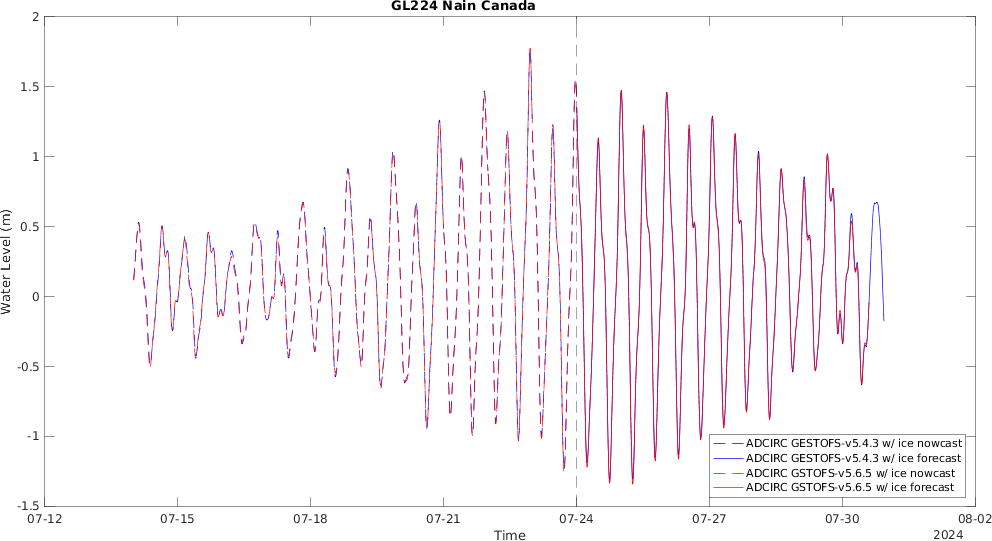 GL224 Nain Canada
2
1.5
1
0.5
0
-0.5
-1
-1.5
Water Level (m)
ADCIRC GESTOFS-v5.4.3 w/ ice nowcast
ADCIRC GESTOFS-v5.4.3 w/ ice forecast
ADCIRC GSTOFS-v5.6.5 w/ ice nowcast
ADCIRC GSTOFS-v5.6.5 w/ ice forecast
07-12 07-15 07-18 07-21 07-24 07-27 07-30 08-02
Time
2024